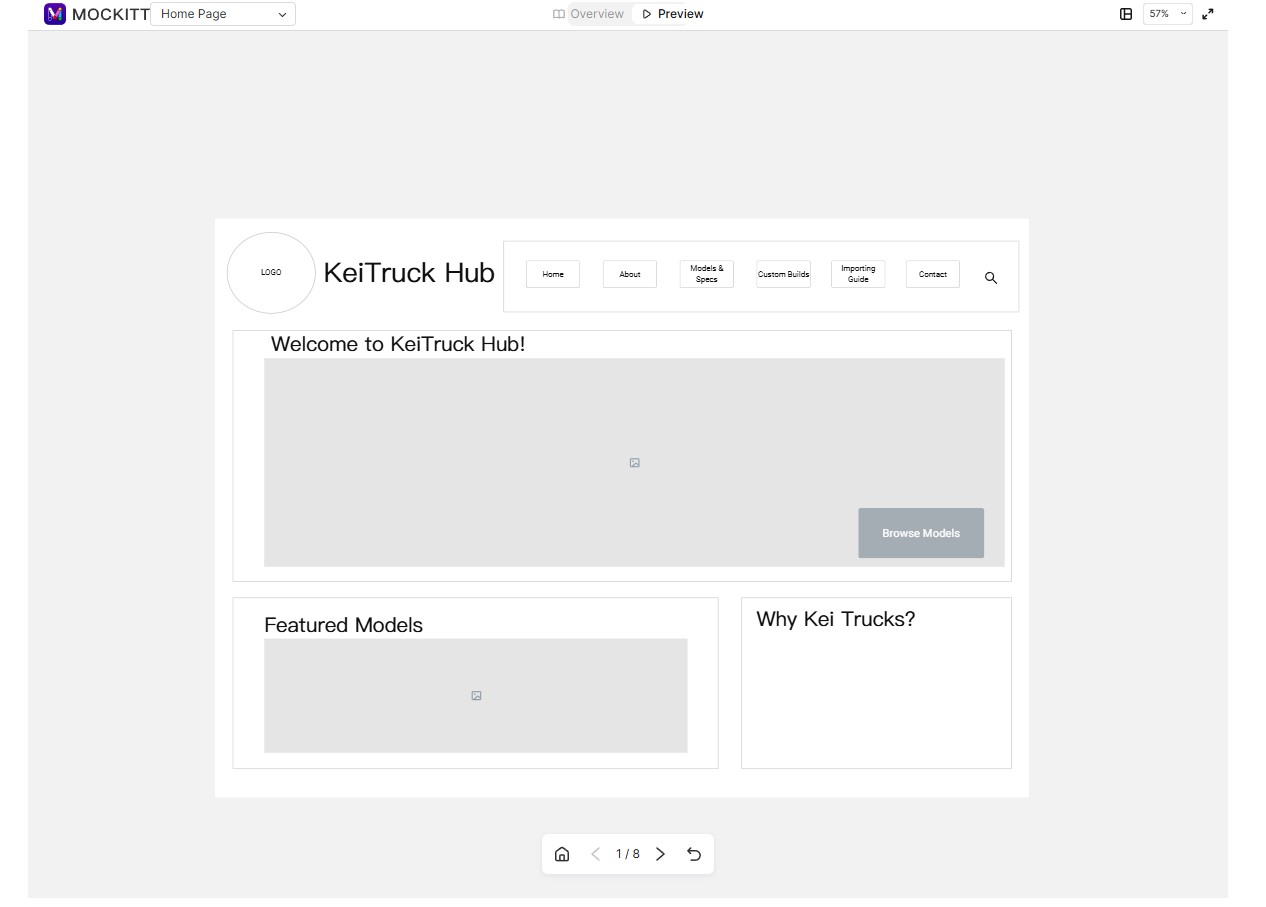 MOCKITT
Home Page
Overview
Preview
57%
LOGO
KeiTruck Hub
Home
About
Models &
Specs
Custom Builds
Importing
Guide
Contact
Welcome to KeiTruck Hub!
Browse Models
Featured Models
Why Kei Trucks?
1 / 8